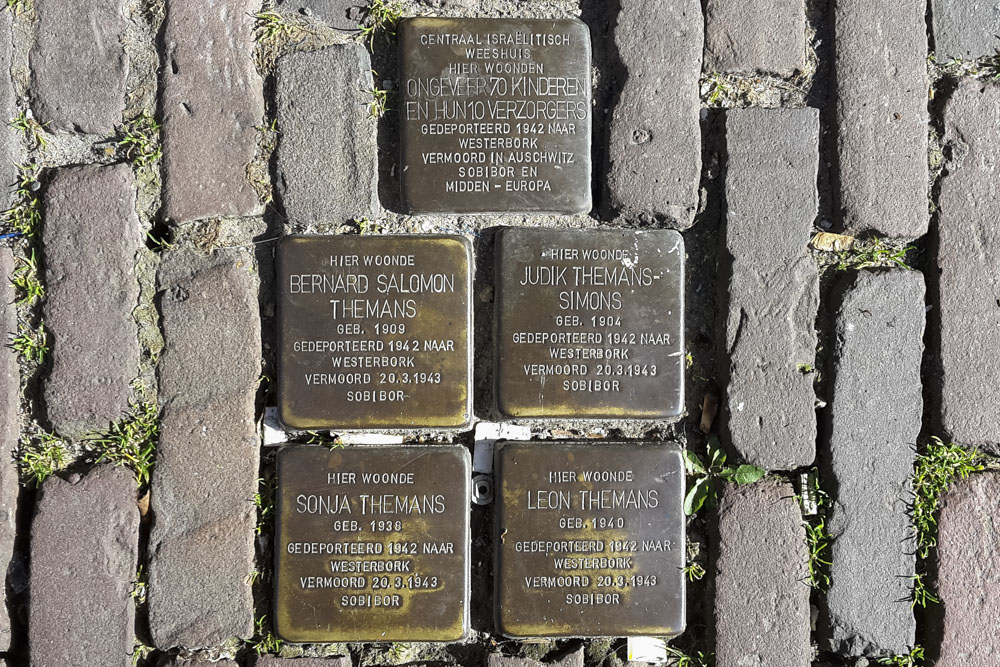 CENTRAAL ISRAËLITISCH
WEESHUIS
HIER WOONDEN
ONGEVEER 70 KINDEREN
EN HUN 10 VERZORGERS
GEDEPORTEERD 1942 NAAR
WESTERBORK
VERMOORD IN AUSCHWITZ
SOBIBOR EN
MIDDEN - EUROPA
HIER WOONDE
BERNARD SALOMON
THEMANS
GEB. 1909
GEDEPORTEERD 1942 NAAR
WESTERBORK
VERMOORD 20.3.1943
SOBIBOR
HIER WOONDE
JUDIK THEMANS-
SIMONS
GEB. 1904
GEDEPORTEERD 1942 NAAR
WESTERBORK
VERMOORD 20.3.1943
SOBIBOR
HIER WOONDE
SONJA THEMANS
GEB. 1938
GEDEPORTEERD 1942 NAAR
WESTERBORK
VERMOORD 20.3.1943
SOBIBOR
HIER WOONDE
LEON THEMANS
GEB. 1940
GEDEPORTEERD 1942 NAAR
WESTERBORK
VERMOORD 20.3.1943
SOBIBOR